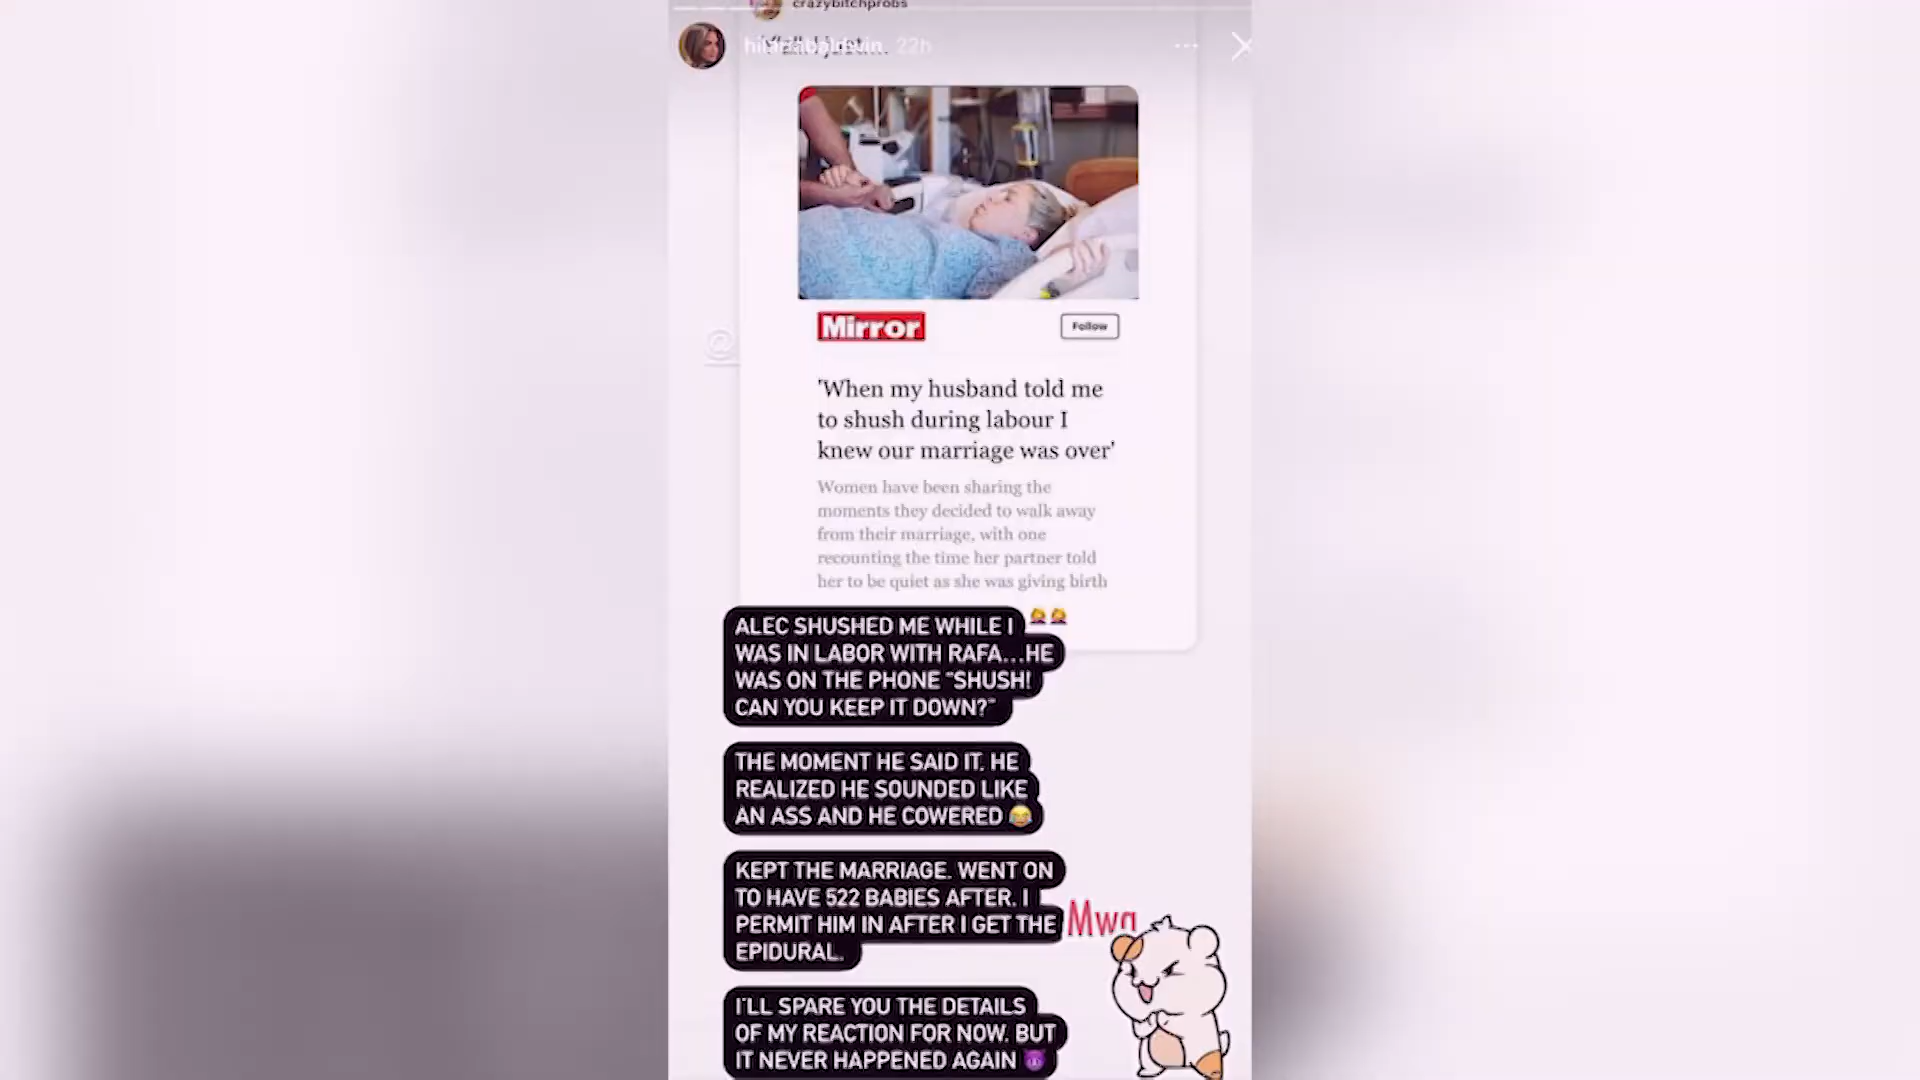 crazybitchprobs
hilariabaldwin 22h
Mirror
Follow
'When my husband told me
to shush during labour I
knew our marriage was over'
Women have been sharing the
moments they decided to walk away
from their marriage, with one
recounting the time her partner told
her to be quiet as she was giving birth
ALEC SHUSHED ME WHILE I 🤦‍♀️🤦‍♀️
WAS IN LABOR WITH RAFA...HE
WAS ON THE PHONE "SHUSH!
CAN YOU KEEP IT DOWN?"
THE MOMENT HE SAID IT, HE
REALIZED HE SOUNDED LIKE
AN ASS AND HE COWERED 😂
KEPT THE MARRIAGE. WENT ON
TO HAVE 522 BABIES AFTER. I
PERMIT HIM IN AFTER I GET THE
EPIDURAL.
Mwa
I'LL SPARE YOU THE DETAILS
OF MY REACTION FOR NOW. BUT
IT NEVER HAPPENED AGAIN 😈